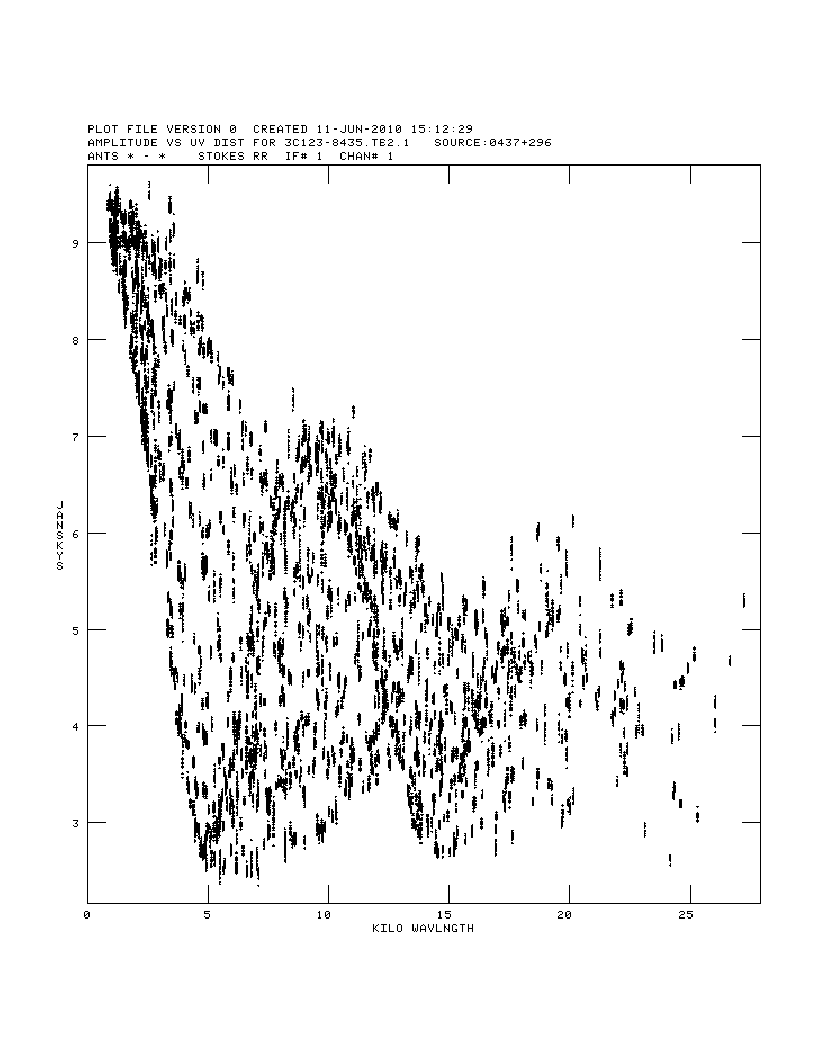 PLOT FILE VERSION 0 CREATED 11-JUN-2010 15:12:29
AMPLITUDE VS UV DIST FOR 3C123-8435.TB2.1 SOURCE:0437+296
ANTS * - * STOKES RR IF# 1 CHAN# 1
9
8
7
JANSKYS
6
5
4
3
0 5 10 15 20 25
KILO WAVLNGTH